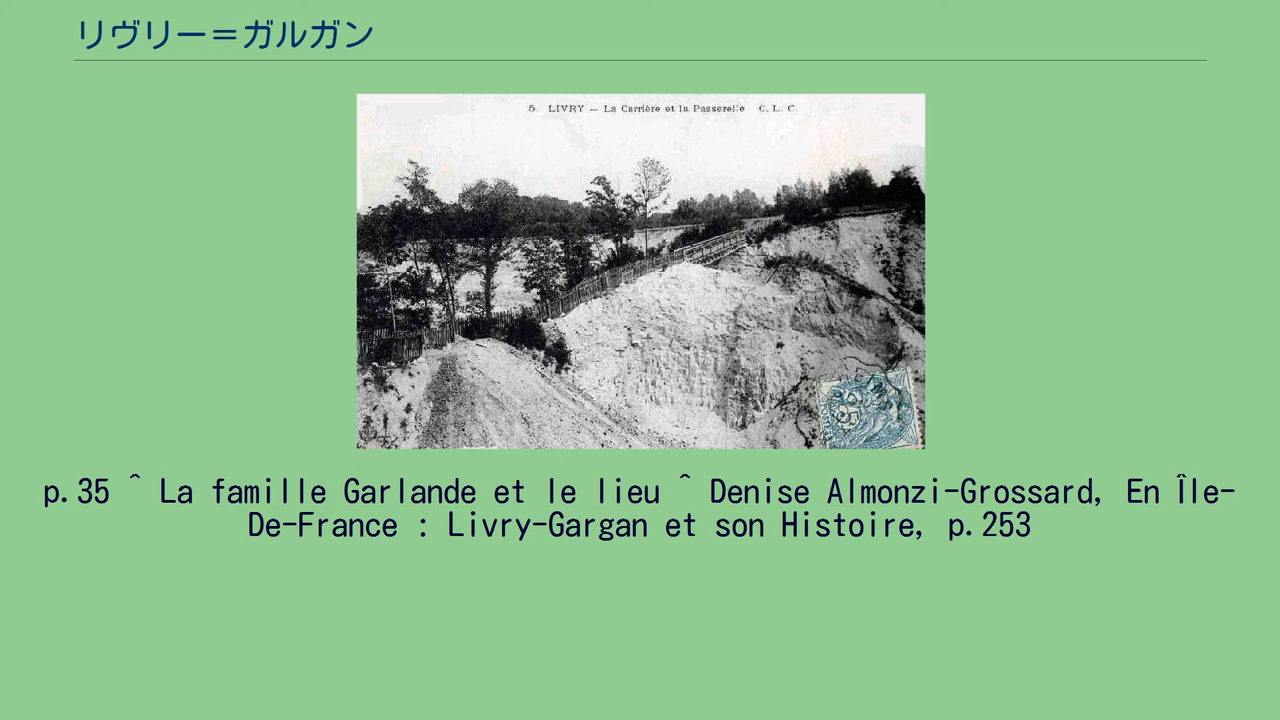 リヴリー＝ガルガン
5. LIVRY — La Carrière et la Passerelle C. L. C.
p.35 ^ La famille Garlande et le lieu ^ Denise Almonzi-Grossard, En Île-
De-France : Livry-Gargan et son Histoire, p.253